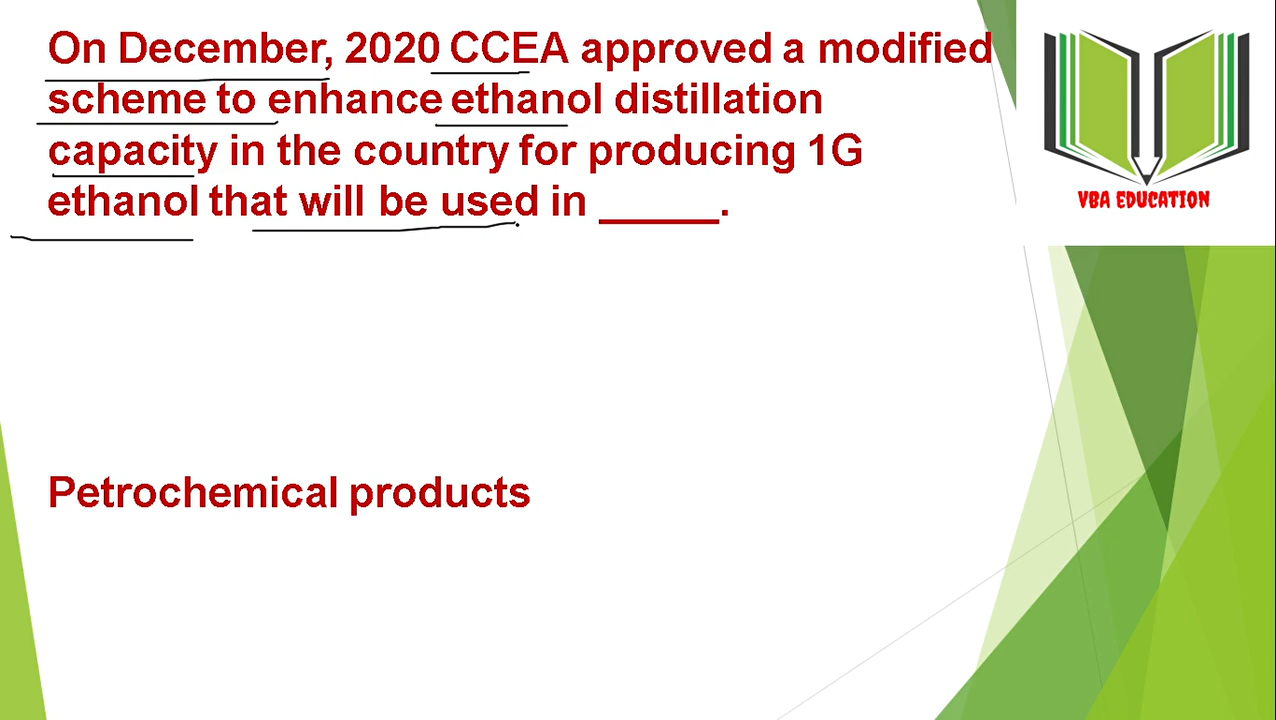 On December, 2020 CCEA approved a modified
scheme to enhance ethanol distillation
capacity in the country for producing 1G
ethanol that will be used in _____.
VBA EDUCATION
Petrochemical products